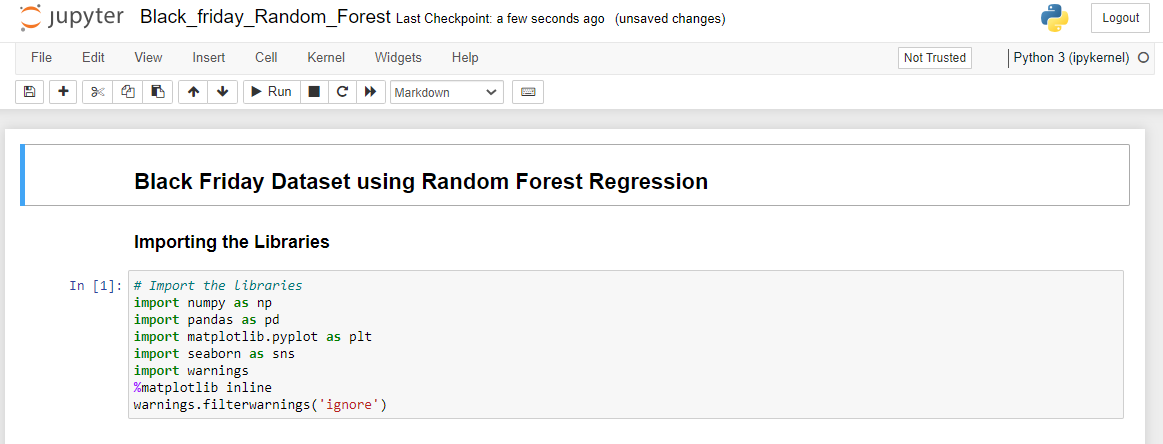 jupyter Black_friday_Random_Forest Last Checkpoint: a few seconds ago (unsaved changes) Logout
File Edit View Insert Cell Kernel Widgets Help Not Trusted Python 3 (ipykernel)
Run Markdown
Black Friday Dataset using Random Forest Regression
Importing the Libraries
In [1]: # Import the libraries
import numpy as np
import pandas as pd
import matplotlib.pyplot as plt
import seaborn as sns
import warnings
%matplotlib inline
warnings.filterwarnings('ignore')